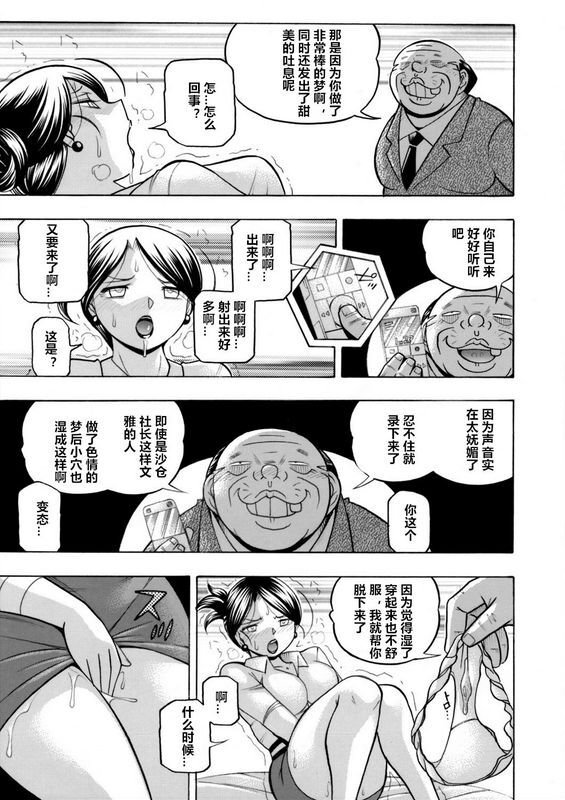 那是因为你做了
非常棒的梦啊，
同时还发出了甜
美的吐息呢
怎…怎么
回事？
你自己来
好好听听
吧
啊啊啊…
出来了…
啊啊啊…
射出来好
多啊…
又要来了啊…
这是？
因为声音实
在太妩媚了
忍不住就
录下来了
你这个
即使是沙仓
社长这样文
雅的人
做了色情的
梦后小穴也
湿成这样啊
变态…
因为觉得湿了
穿起来也不舒
服，我就帮你
脱下来了
啊…
什么时候…